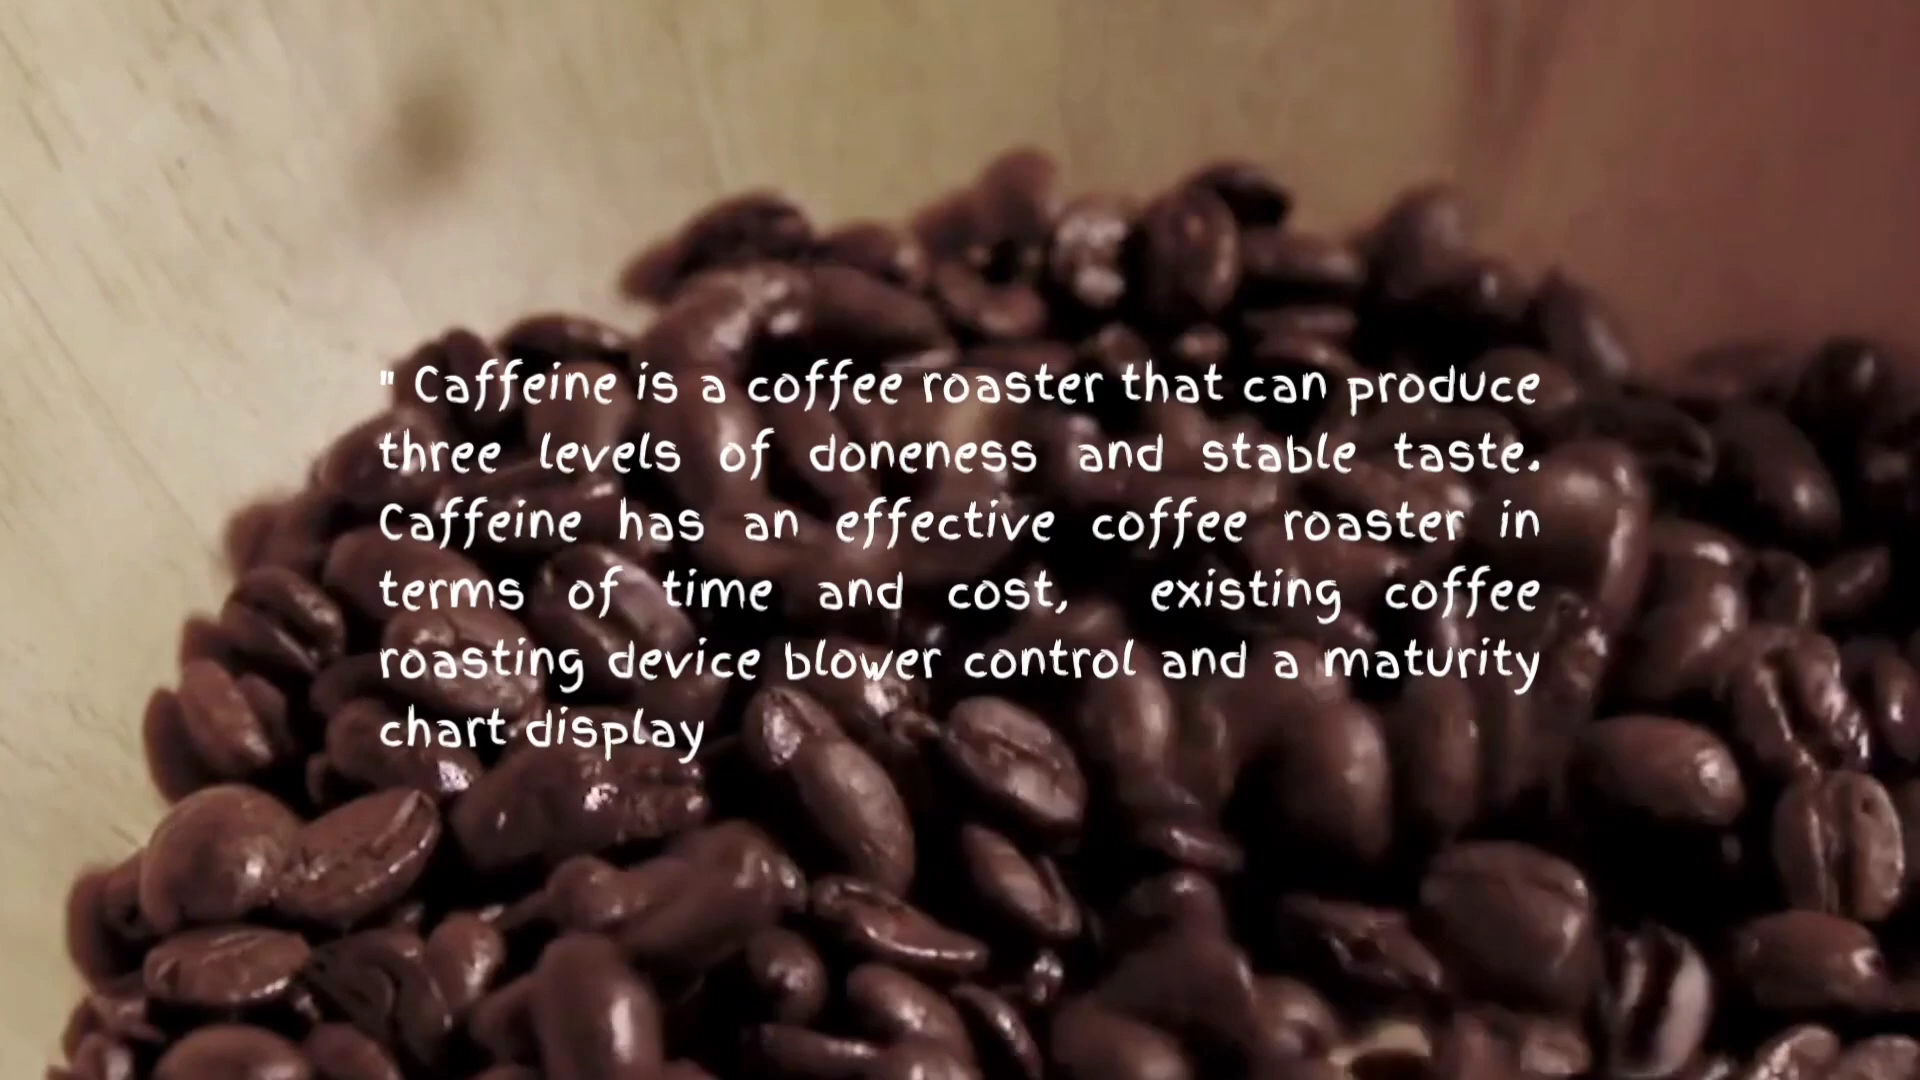 " Caffeine is a coffee roaster that can produce
three levels of doneness and stable taste.
Caffeine has an effective coffee roaster in
terms of time and cost, existing coffee
roasting device blower control and a maturity
chart display